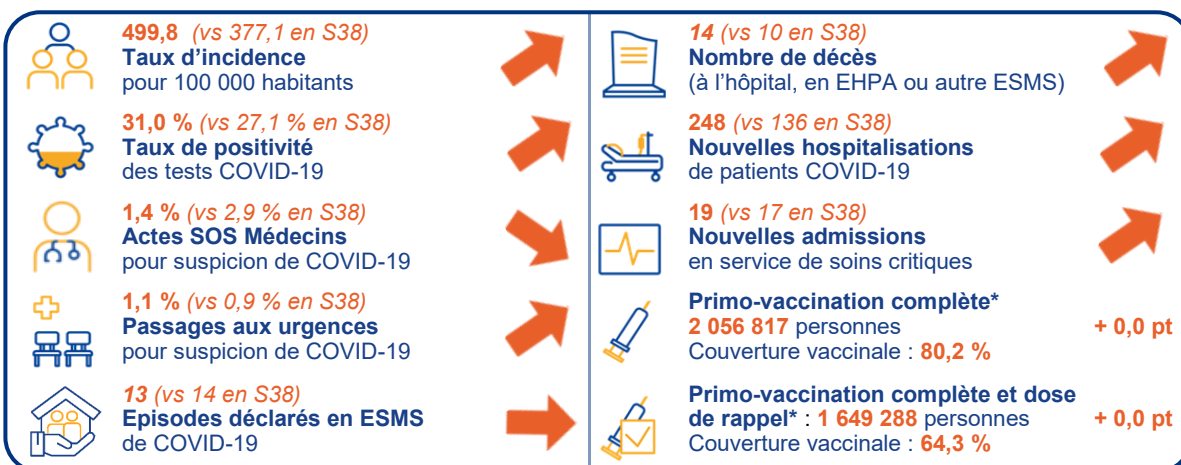 499,8 (vs 377,1 en S38)
Taux d’incidence
pour 100 000 habitants
31,0 % (vs 27,1 % en S38)
Taux de positivité
des tests COVID-19
1,4 % (vs 2,9 % en S38)
Actes SOS Médecins
pour suspicion de COVID-19
1,1 % (vs 0,9 % en S38)
Passages aux urgences
pour suspicion de COVID-19
13 (vs 14 en S38)
Episodes déclarés en ESMS
de COVID-19
14 (vs 10 en S38)
Nombre de décès
(à l’hôpital, en EHPA ou autre ESMS)
248 (vs 136 en S38)
Nouvelles hospitalisations
de patients COVID-19
19 (vs 17 en S38)
Nouvelles admissions
en service de soins critiques
Primo-vaccination complète*
2 056 817 personnes + 0,0 pt
Couverture vaccinale : 80,2 %
Primo-vaccination complète et dose
de rappel* : 1 649 288 personnes + 0,0 pt
Couverture vaccinale : 64,3 %